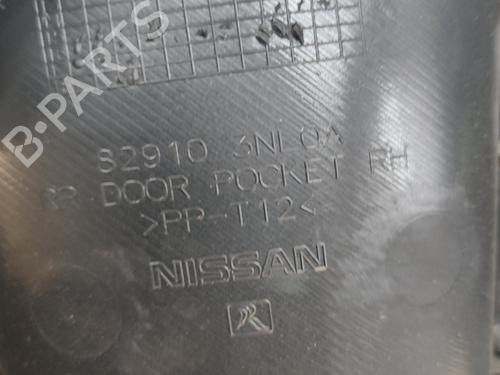 B-PARTS
82910 3NL0A
RR DOOR POCKET RH
>PP-T12<
NISSAN